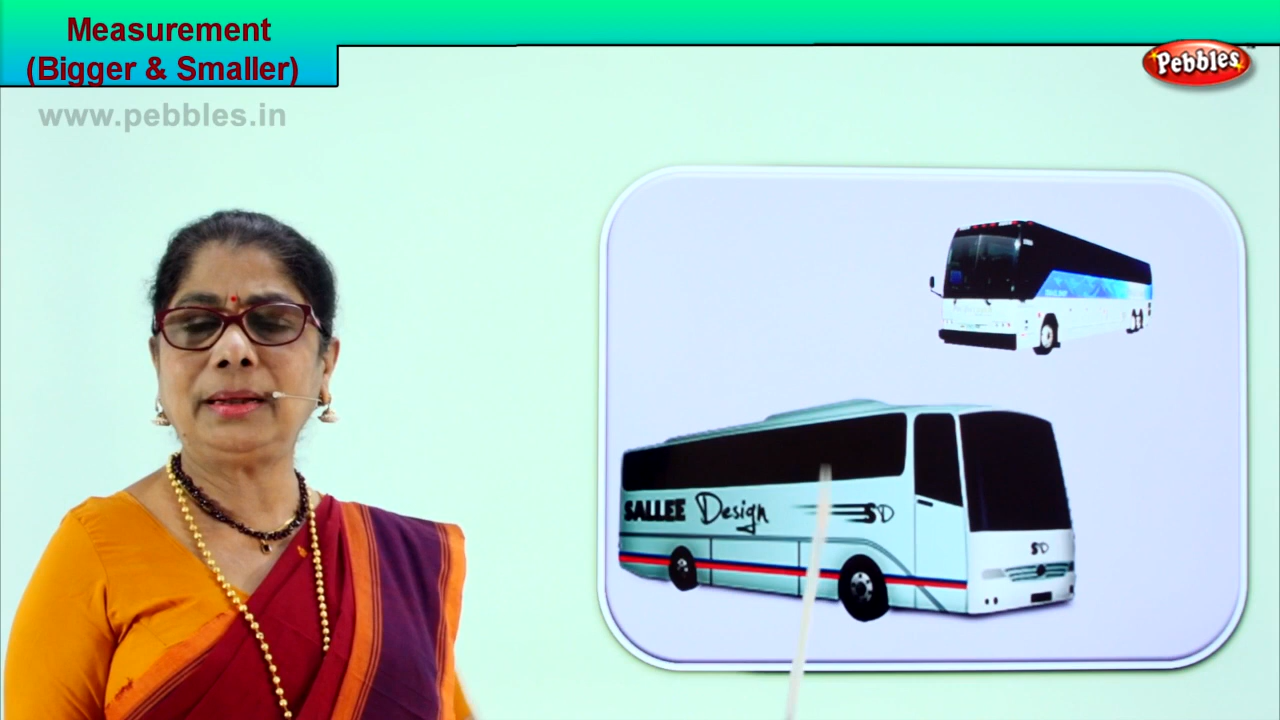 Measurement
(Bigger & Smaller)
www.pebbles.in
Pebbles
SALLEE Design
SD
SD